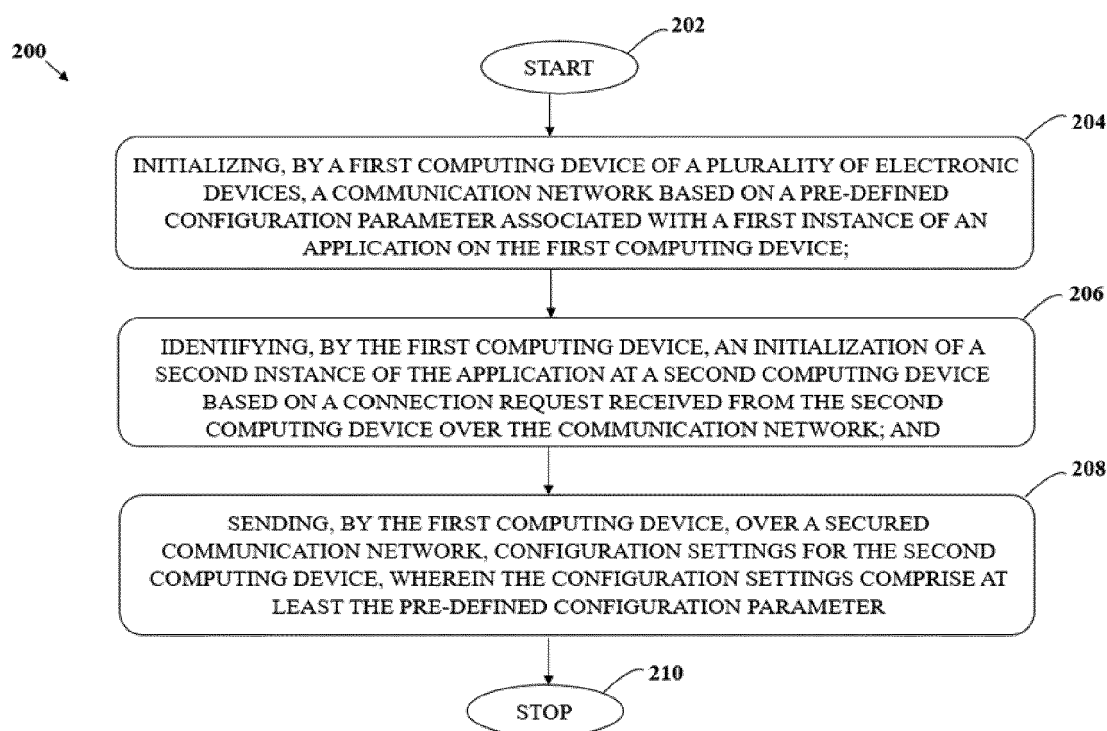 202
200
START
204
INITIALIZING, BY A FIRST COMPUTING DEVICE OF A PLURALITY OF ELECTRONIC
DEVICES, A COMMUNICATION NETWORK BASED ON A PRE-DEFINED
CONFIGURATION PARAMETER ASSOCIATED WITH A FIRST INSTANCE OF AN
APPLICATION ON THE FIRST COMPUTING DEVICE;
206
IDENTIFYING, BY THE FIRST COMPUTING DEVICE, AN INITIALIZATION OF A
SECOND INSTANCE OF THE APPLICATION AT A SECOND COMPUTING DEVICE
BASED ON A CONNECTION REQUEST RECEIVED FROM THE SECOND
COMPUTING DEVICE OVER THE COMMUNICATION NETWORK; AND
208
SENDING, BY THE FIRST COMPUTING DEVICE, OVER A SECURED
COMMUNICATION NETWORK, CONFIGURATION SETTINGS FOR THE SECOND
COMPUTING DEVICE, WHEREIN THE CONFIGURATION SETTINGS COMPRISE AT
LEAST THE PRE-DEFINED CONFIGURATION PARAMETER
210
STOP